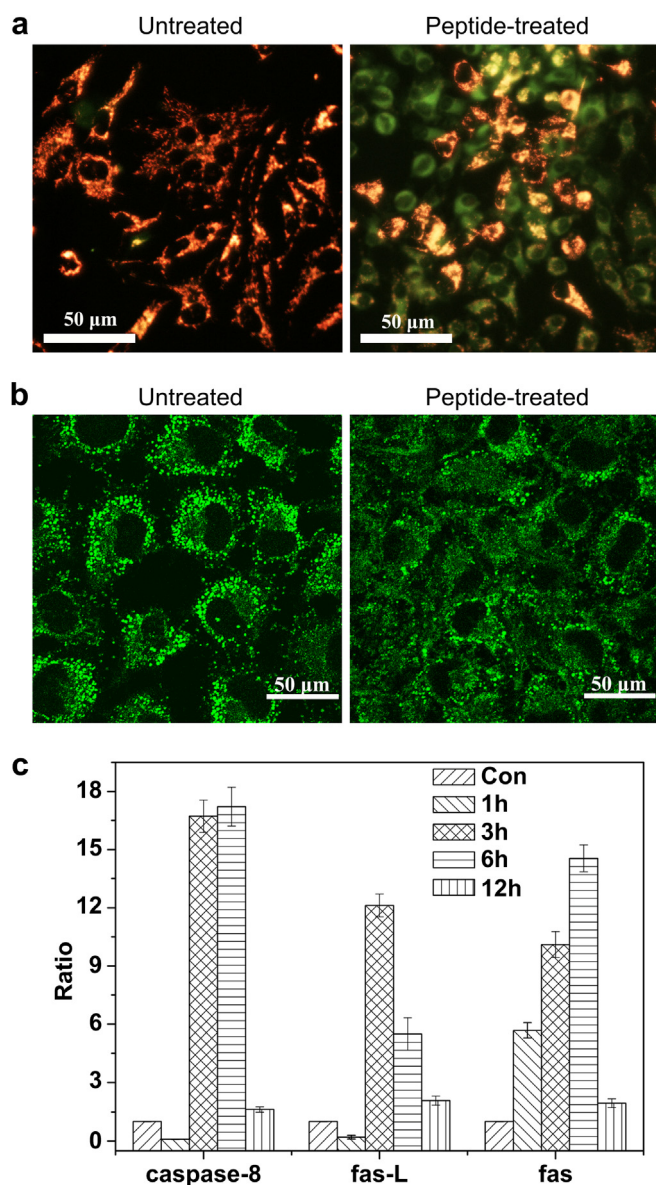 a
Untreated
Peptide-treated
50 µm
50 µm
b
Untreated
Peptide-treated
50 µm
50 µm
c
18
15
12
9
6
3
0
Ratio
Con
1h
3h
6h
12h
caspase-8
fas-L
fas